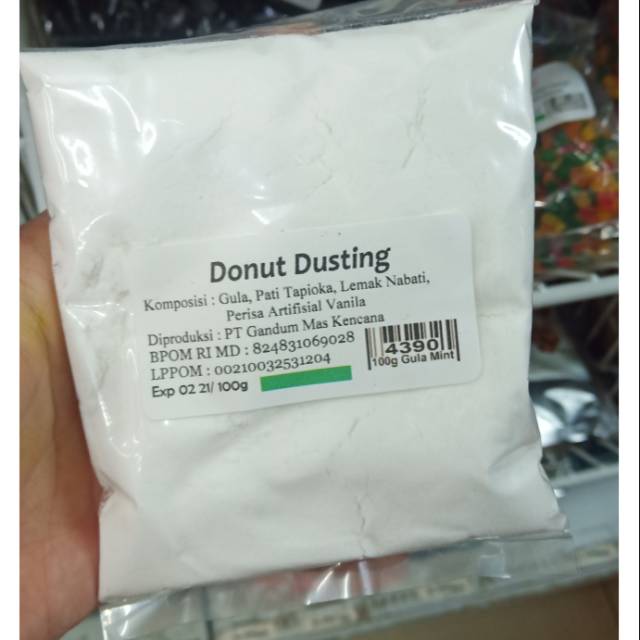 Donut Dusting
Komposisi : Gula, Pati Tapioka, Lemak Nabati,
Perisa Artifisial Vanila
Diproduksi : PT Gandum Mas Kencana
BPOM RI MD : 824831069028
LPPOM : 00210032531204
Exp 02 21/ 100g
4390
100g Gula Mint